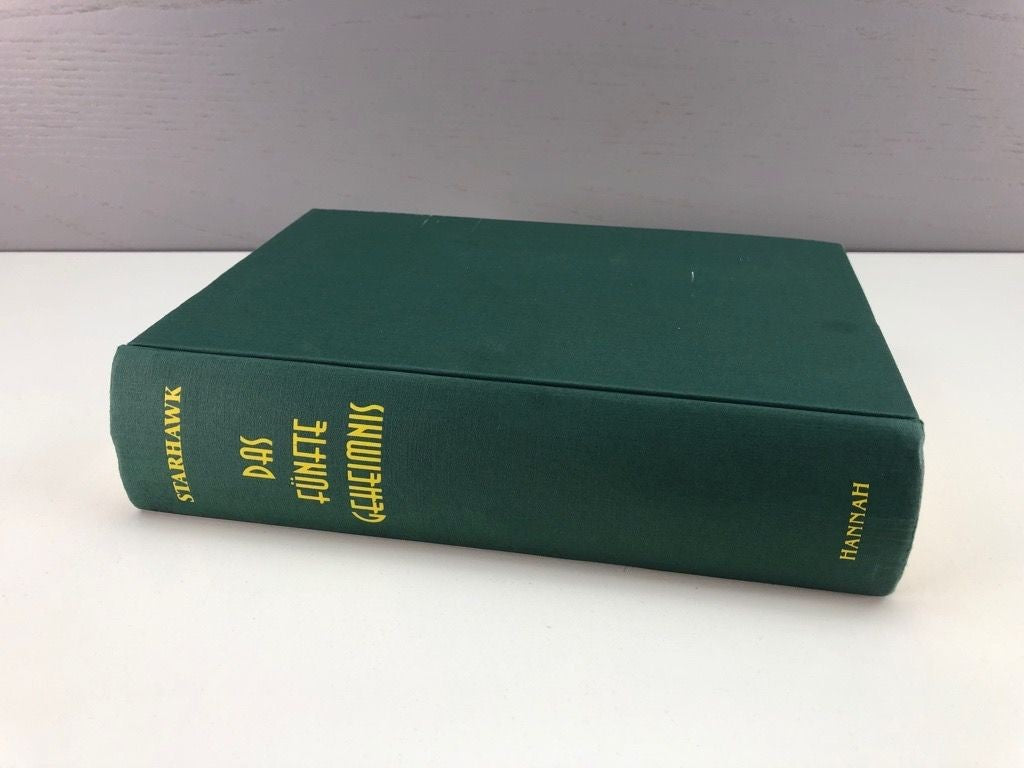 STARHAWK
DAS
FÜNFTE
GEHEIMNIS
HANNAH